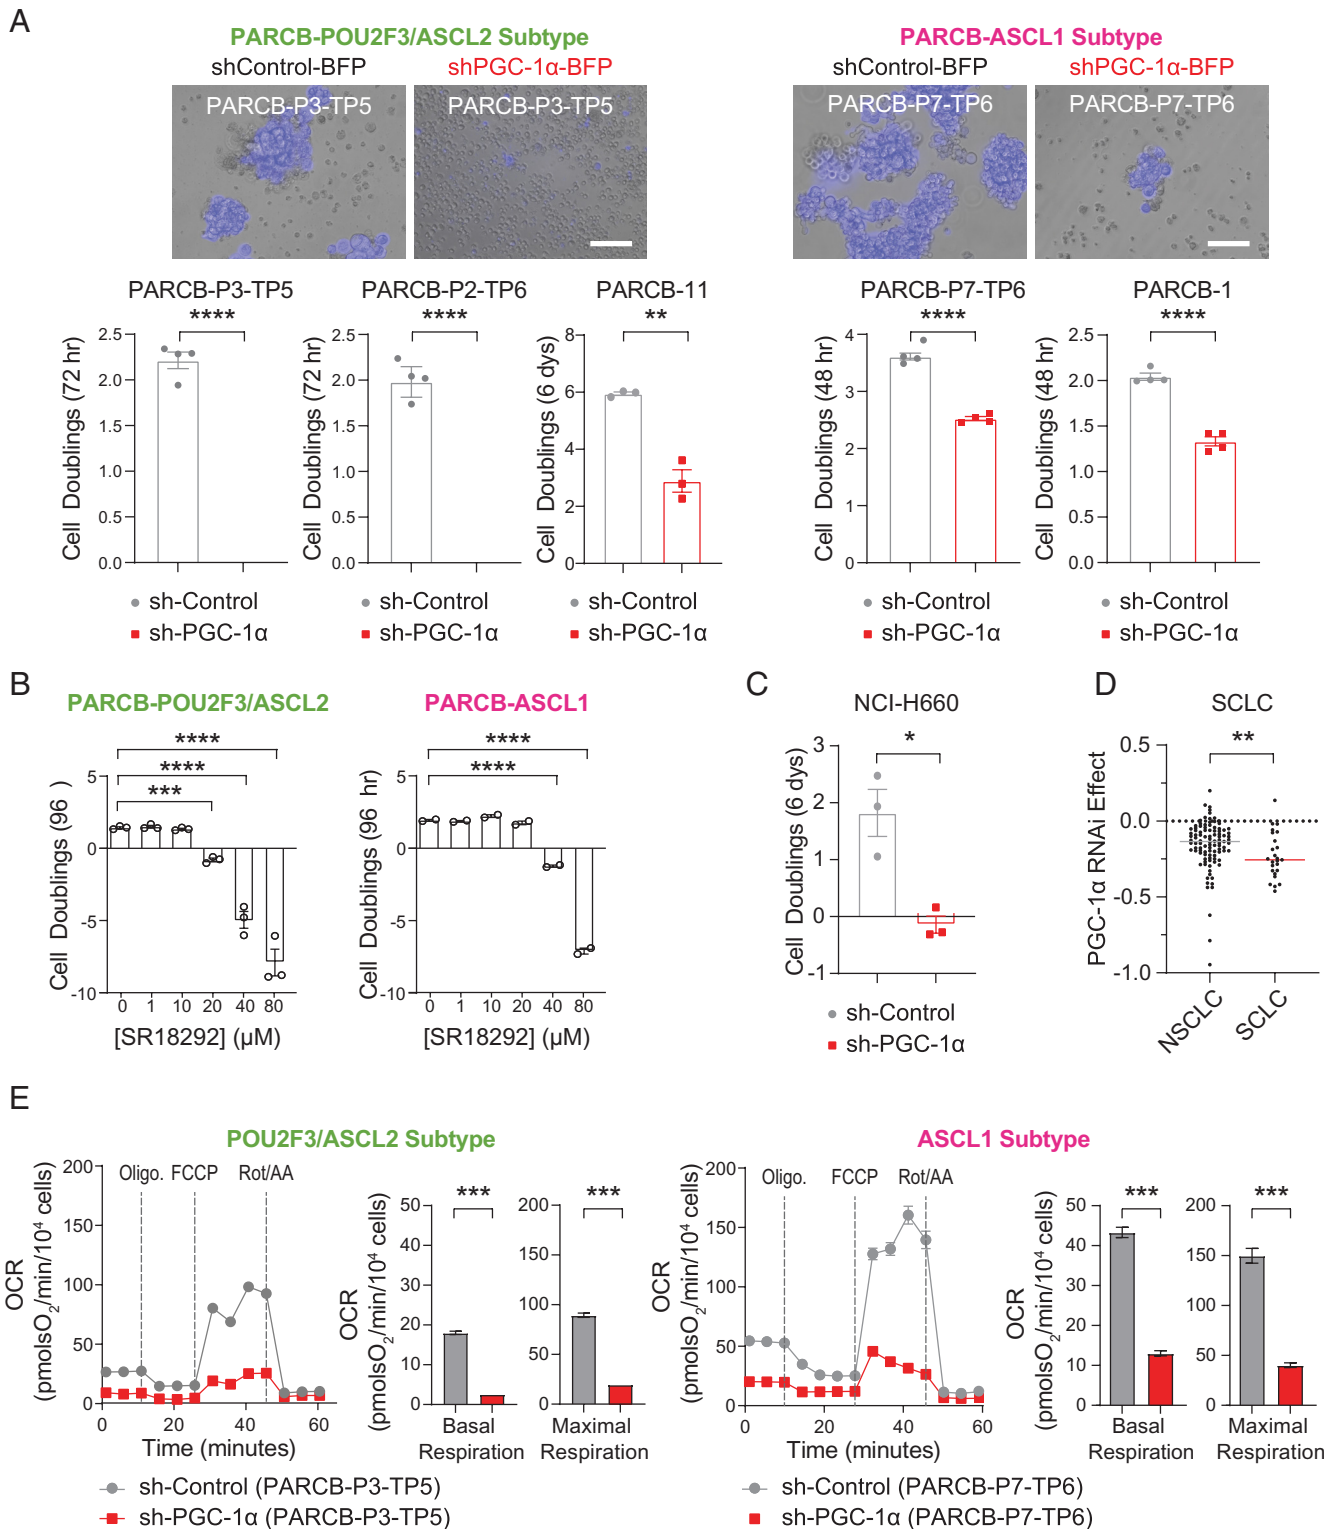 A
PARCB-POU2F3/ASCL2 Subtype
PARCB-ASCL1 Subtype
shControl-BFP
shPGC-1α-BFP
shControl-BFP
shPGC-1α-BFP
PARCB-P3-TP5
PARCB-P3-TP5
PARCB-P7-TP6
PARCB-P7-TP6
PARCB-P3-TP5
****
Cell Doublings (72 hr)
2.5
2.0
1.5
1.0
0.5
0.0
sh-Control
sh-PGC-1α
PARCB-P2-TP6
****
Cell Doublings (72 hr)
2.5
2.0
1.5
1.0
0.5
0.0
sh-Control
sh-PGC-1α
PARCB-11
**
Cell Doublings (6 dys)
8
6
4
2
0
sh-Control
sh-PGC-1α
PARCB-P7-TP6
****
Cell Doublings (48 hr)
4
3
2
1
0
sh-Control
sh-PGC-1α
PARCB-1
****
Cell Doublings (48 hr)
2.5
2.0
1.5
1.0
0.5
0.0
sh-Control
sh-PGC-1α
B
PARCB-POU2F3/ASCL2
****
****
***
Cell Doublings (96 )
5
0
-5
-10
0 1 10 20 40 80
[SR18292] (µM)
PARCB-ASCL1
****
****
Cell Doublings (96 hr)
5
0
-5
-10
0 1 10 20 40 80
[SR18292] (µM)
C
NCI-H660
*
Cell Doublings (6 dys)
3
2
1
0
-1
sh-Control
sh-PGC-1α
D
SCLC
**
PGC-1α RNAi Effect
0.5
0.0
-0.5
-1.0
NSCLC
SCLC
E
POU2F3/ASCL2 Subtype
Oligo. FCCP Rot/AA
OCR
(pmolsO2/min/10⁴ cells)
200
150
100
50
0
0 20 40 60
Time (minutes)
sh-Control (PARCB-P3-TP5)
sh-PGC-1α (PARCB-P3-TP5)
OCR
(pmolsO2/min/10⁴ cells)
50
40
30
20
10
0
***
Basal
Respiration
200
150
100
50
0
***
Maximal
Respiration
ASCL1 Subtype
Oligo. FCCP Rot/AA
OCR
(pmolsO2/min/10⁴ cells)
200
150
100
50
0
0 20 40 60
Time (minutes)
sh-Control (PARCB-P7-TP6)
sh-PGC-1α (PARCB-P7-TP6)
OCR
(pmolsO2/min/10⁴ cells)
50
40
30
20
10
0
***
Basal
Respiration
200
150
100
50
0
***
Maximal
Respiration